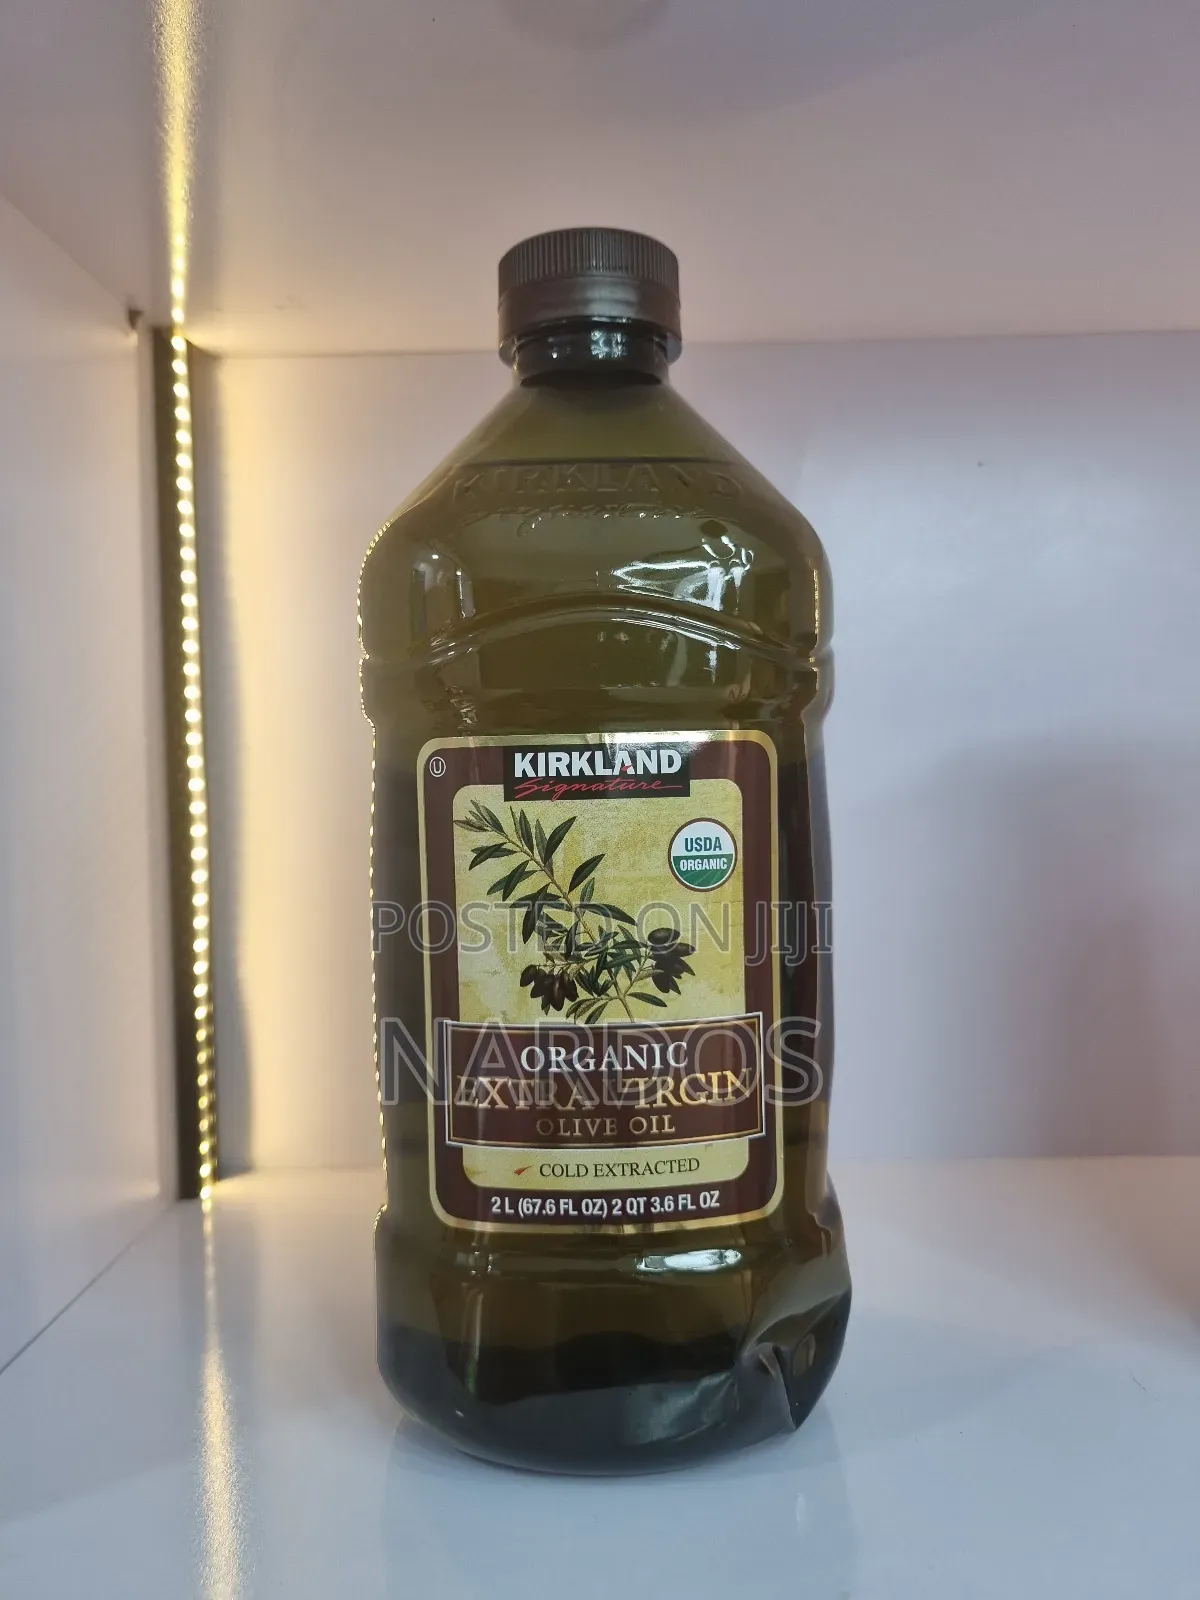 KIRKLAND
Signature
U
KIRKLAND
Signature
USDA
ORGANIC
POSTED ON JIJI
NARDOS
ORGANIC
EXTRA VIRGIN
OLIVE OIL
COLD EXTRACTED
2 L (67.6 FL OZ) 2 QT 3.6 FL OZ